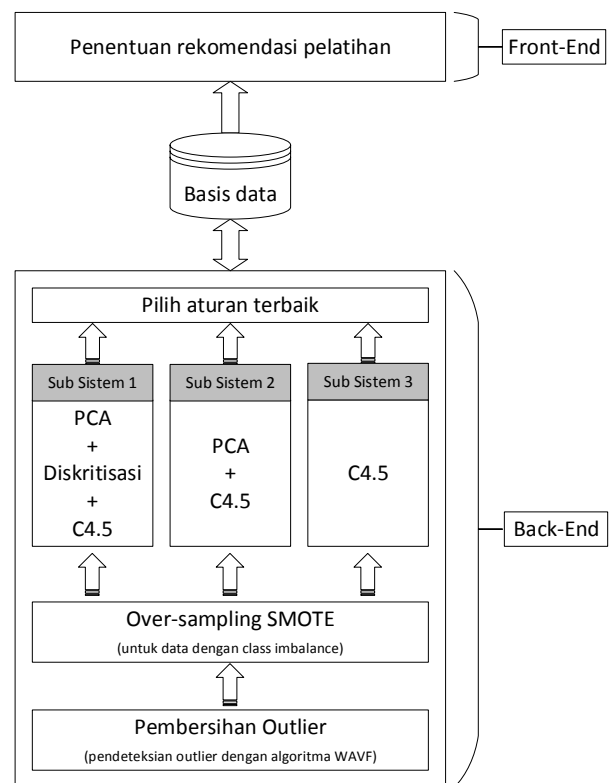 Penentuan rekomendasi pelatihan
Front-End
Basis data
Pilih aturan terbaik
Sub Sistem 1
PCA
+
Diskritisasi
+
C4.5
Sub Sistem 2
PCA
+
C4.5
Sub Sistem 3
C4.5
Back-End
Over-sampling SMOTE
(untuk data dengan class imbalance)
Pembersihan Outlier
(pendeteksian outlier dengan algoritma WAVF)